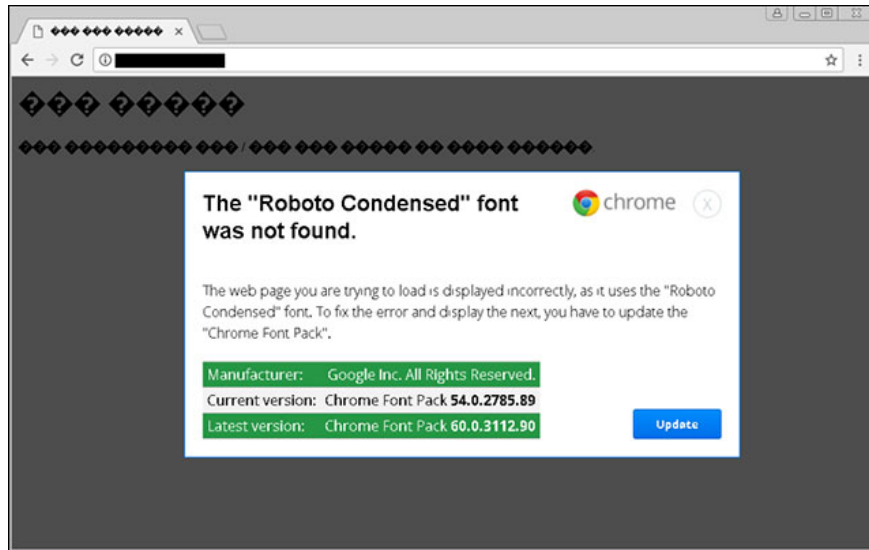 ��� ��� �����
��� �����
��� ��������� ��� / ��� ��� ����� �� ���� ������.
The "Roboto Condensed" font
was not found.
chrome
X
The web page you are trying to load is displayed incorrectly, as it uses the "Roboto
Condensed" font. To fix the error and display the next, you have to update the
"Chrome Font Pack".
Manufacturer: Google Inc. All Rights Reserved.
Current version: Chrome Font Pack 54.0.2785.89
Latest version: Chrome Font Pack 60.0.3112.90
Update